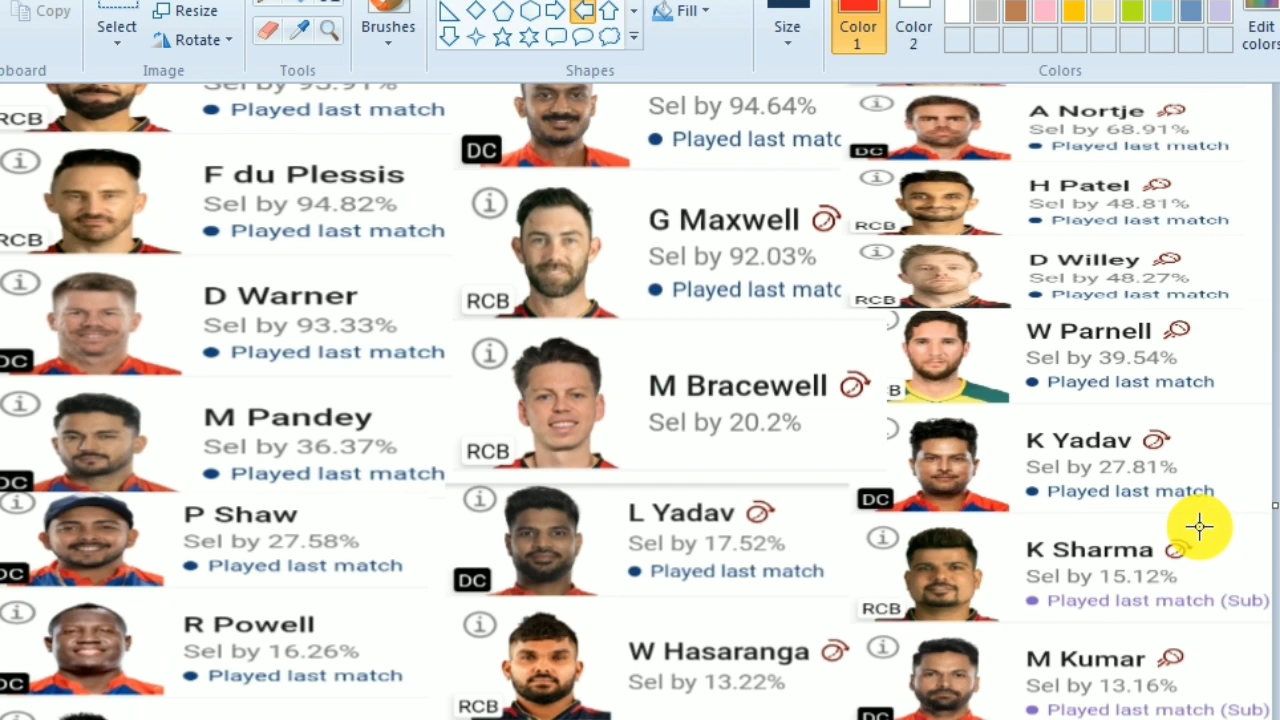 Copy
Resize
Select
Rotate
Brushes
Fill
Size
Color
1
Color
2
Edit
colors
Image
Tools
Shapes
Colors
RCB
Played last match
F du Plessis
Sel by 94.82%
Played last match
RCB
D Warner
Sel by 93.33%
Played last match
DC
M Pandey
Sel by 36.37%
Played last match
DC
P Shaw
Sel by 27.58%
Played last match
DC
R Powell
Sel by 16.26%
Played last match
DC
Sel by 94.64%
Played last matc
DC
G Maxwell
Sel by 92.03%
Played last matc
RCB
M Bracewell
Sel by 20.2%
RCB
L Yadav
Sel by 17.52%
Played last match
DC
W Hasaranga
Sel by 13.22%
RCB
A Nortje
Sel by 68.91%
Played last match
DC
H Patel
Sel by 48.81%
Played last match
RCB
D Willey
Sel by 48.27%
Played last match
RCB
W Parnell
Sel by 39.54%
Played last match
B
K Yadav
Sel by 27.81%
Played last match
DC
K Sharma
Sel by 15.12%
Played last match (Sub)
RCB
M Kumar
Sel by 13.16%
Played last match (Sub)
DC